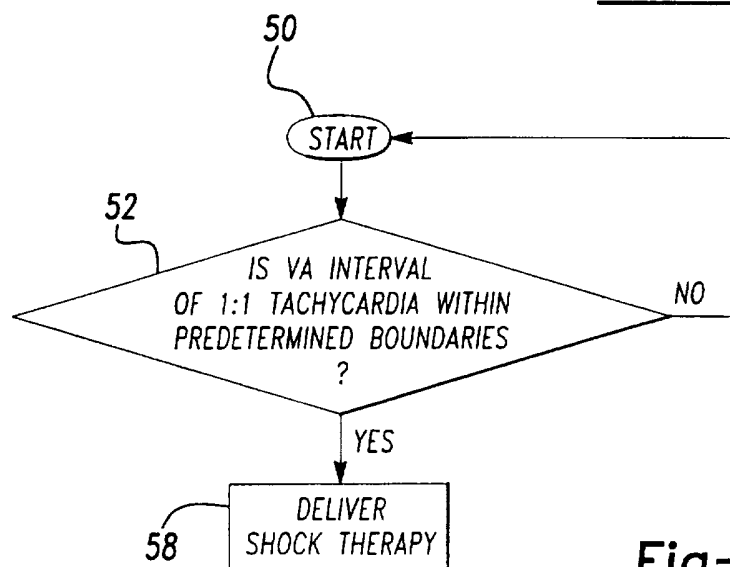 50
START
52
IS VA INTERVAL
OF 1:1 TACHYCARDIA WITHIN
PREDETERMINED BOUNDARIES
?
NO
YES
DELIVER
SHOCK THERAPY
58
Fig-